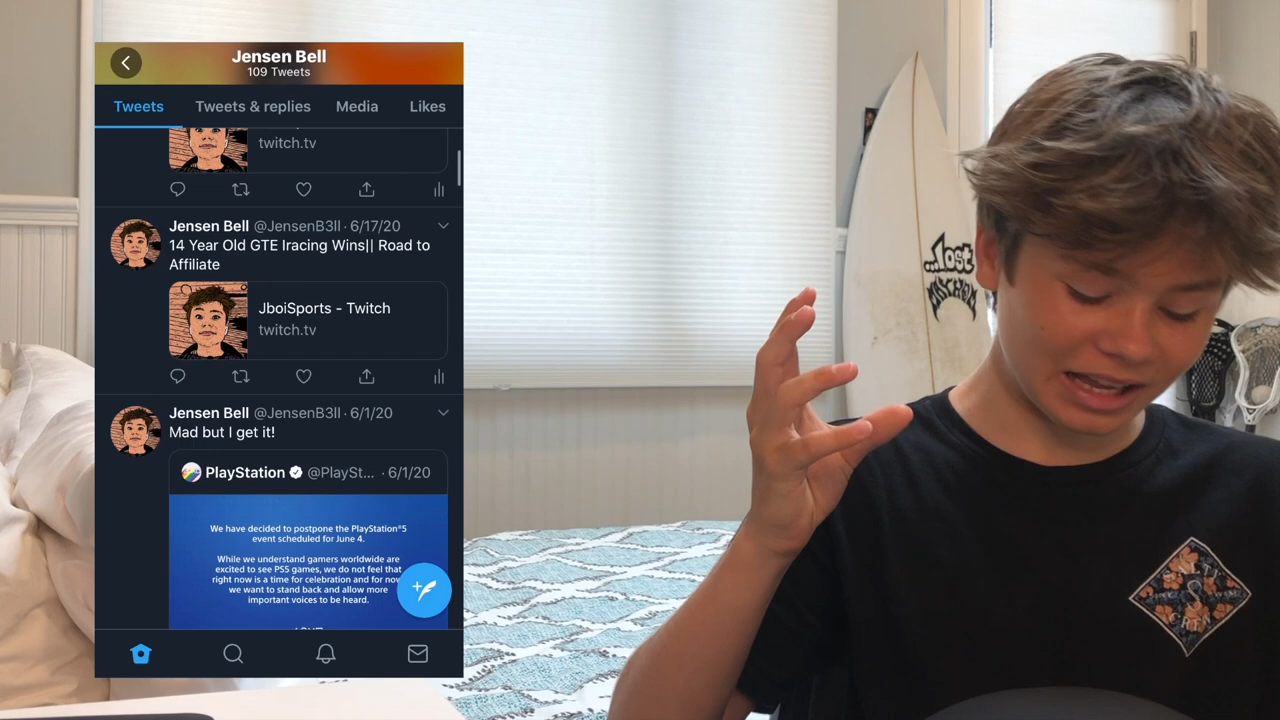 Jensen Bell
109 Tweets
Tweets
Tweets & replies
Media
Likes
twitch.tv
Jensen Bell @JensenB3ll · 6/17/20
14 Year Old GTE Iracing Wins|| Road to
Affiliate
JboiSports - Twitch
twitch.tv
Jensen Bell @JensenB3ll · 6/1/20
Mad but I get it!
PlayStation @PlaySt... · 6/1/20
We have decided to postpone the PlayStation®5
event scheduled for June 4.
While we understand gamers worldwide are
excited to see PS5 games, we do not feel that
right now is a time for celebration and for now,
we want to stand back and allow more
important voices to be heard.
...lost